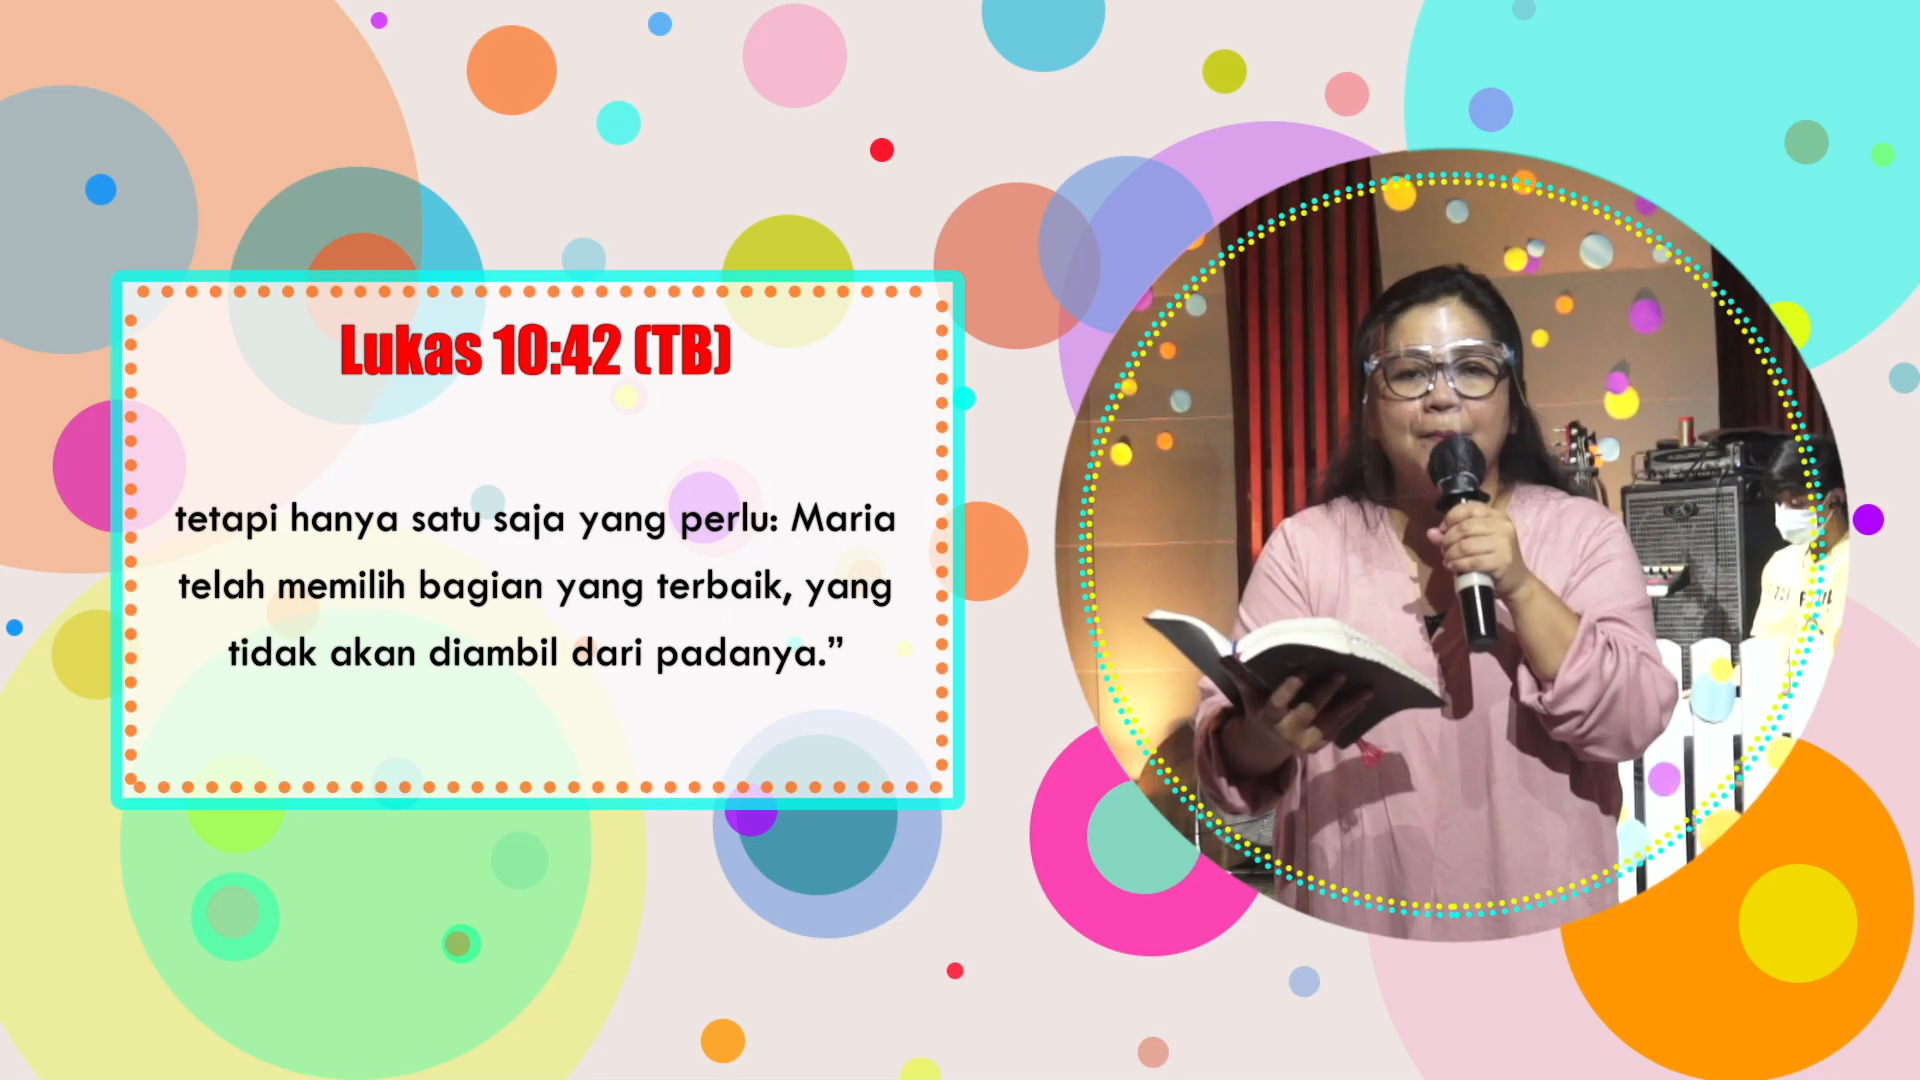 Lukas 10:42 (TB)
tetapi hanya satu saja yang perlu: Maria
telah memilih bagian yang terbaik, yang
tidak akan diambil dari padanya.”